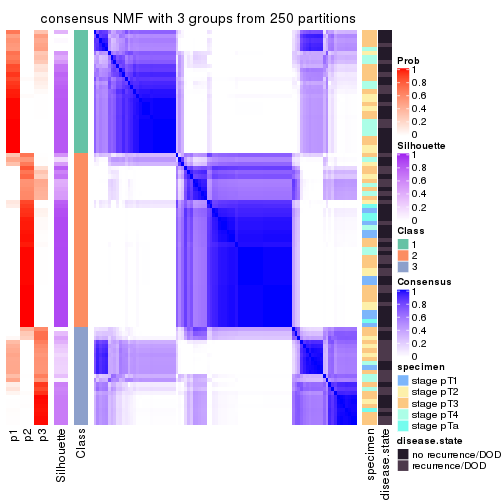 consensus NMF with 3 groups from 250 partitions
Prob
1
0.8
0.6
0.4
0.2
0
Silhouette
1
0.8
0.6
0.4
0.2
0
Class
1
2
3
Consensus
1
0.8
0.6
0.4
0.2
0
specimen
stage pT1
stage pT2
stage pT3
stage pT4
stage pTa
disease.state
no recurrence/DOD
recurrence/DOD
p1
p2
p3
Silhouette
Class
specimen
disease.state